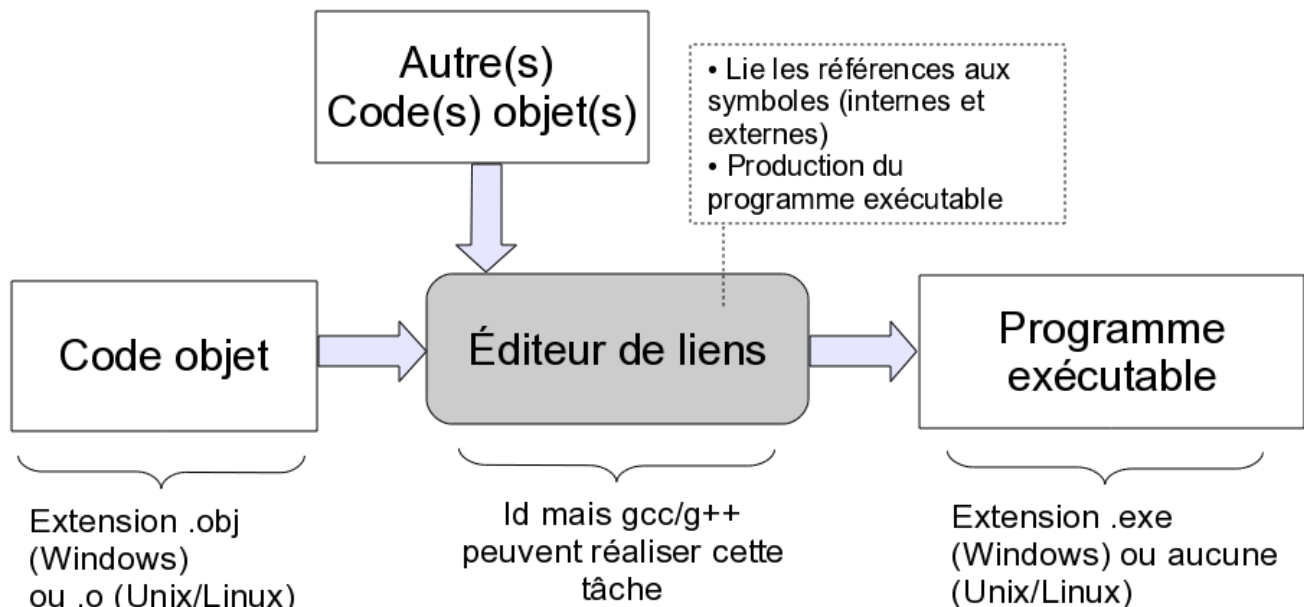 Autre(s)
Code(s) objet(s)
• Lie les références aux
symboles (internes et
externes)
• Production du
programme exécutable
Code objet
Éditeur de liens
Programme
exécutable
Extension .obj
(Windows)
ou .o (Unix/Linux)
ld mais gcc/g++
peuvent réaliser cette
tâche
Extension .exe
(Windows) ou aucune
(Unix/Linux)